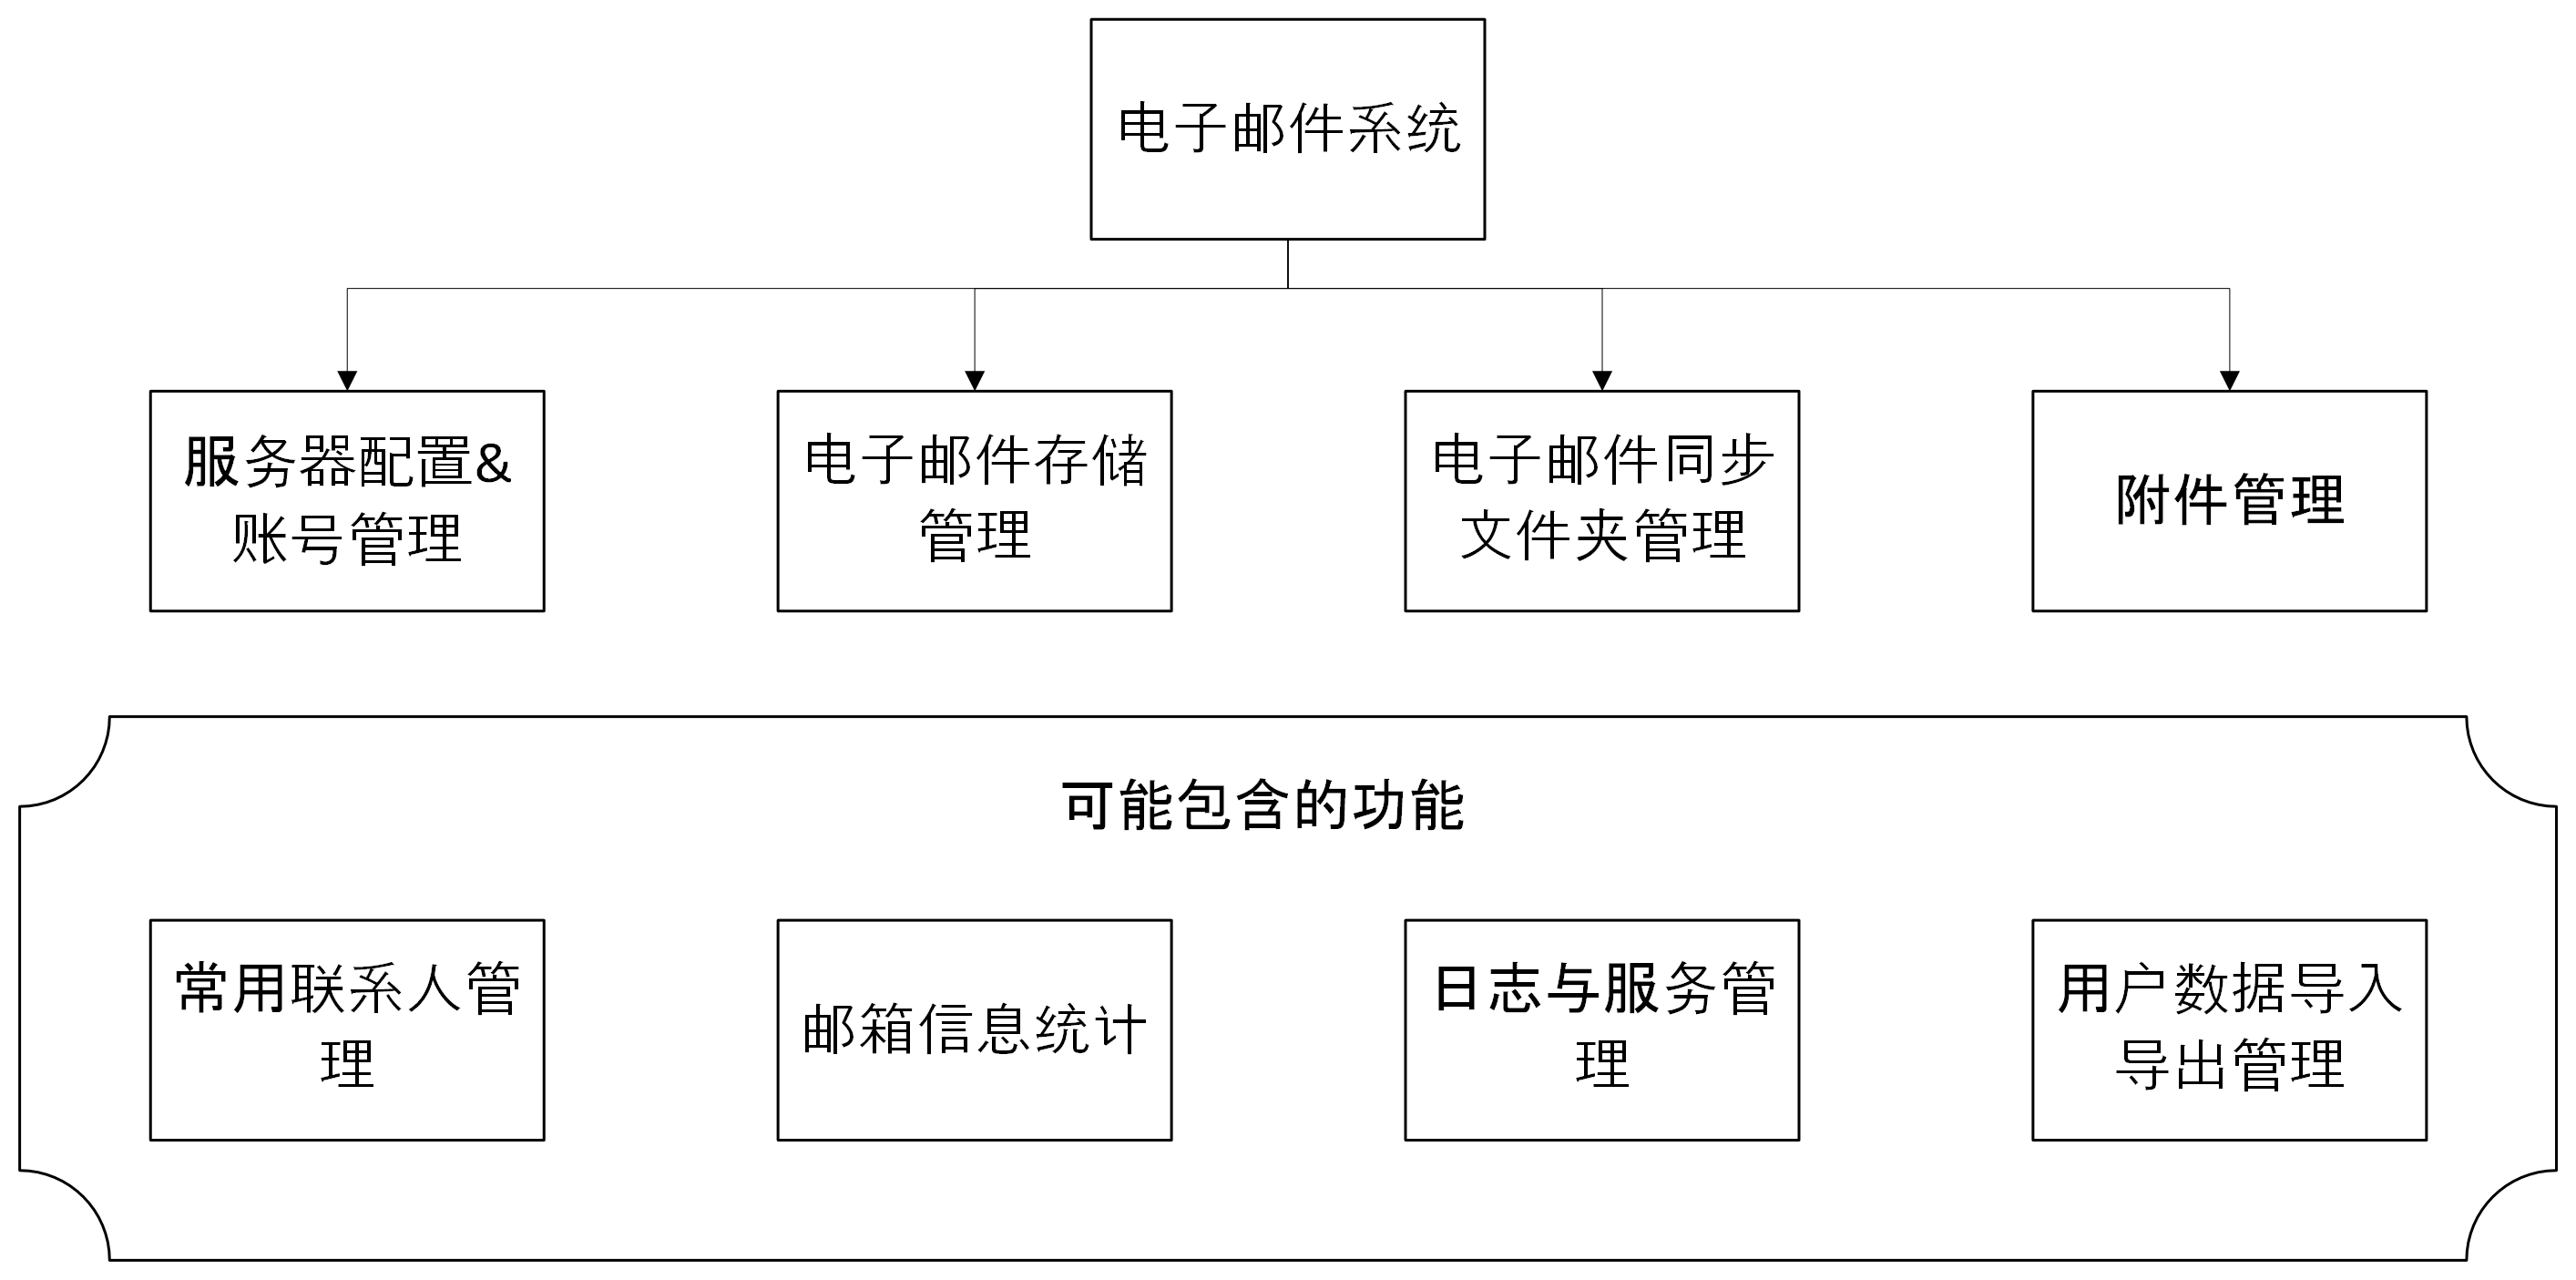 电子邮件系统
服务器配置&
账号管理
电子邮件存储
管理
电子邮件同步
文件夹管理
附件管理
可能包含的功能
常用联系人管
理
邮箱信息统计
日志与服务管
理
用户数据导入
导出管理